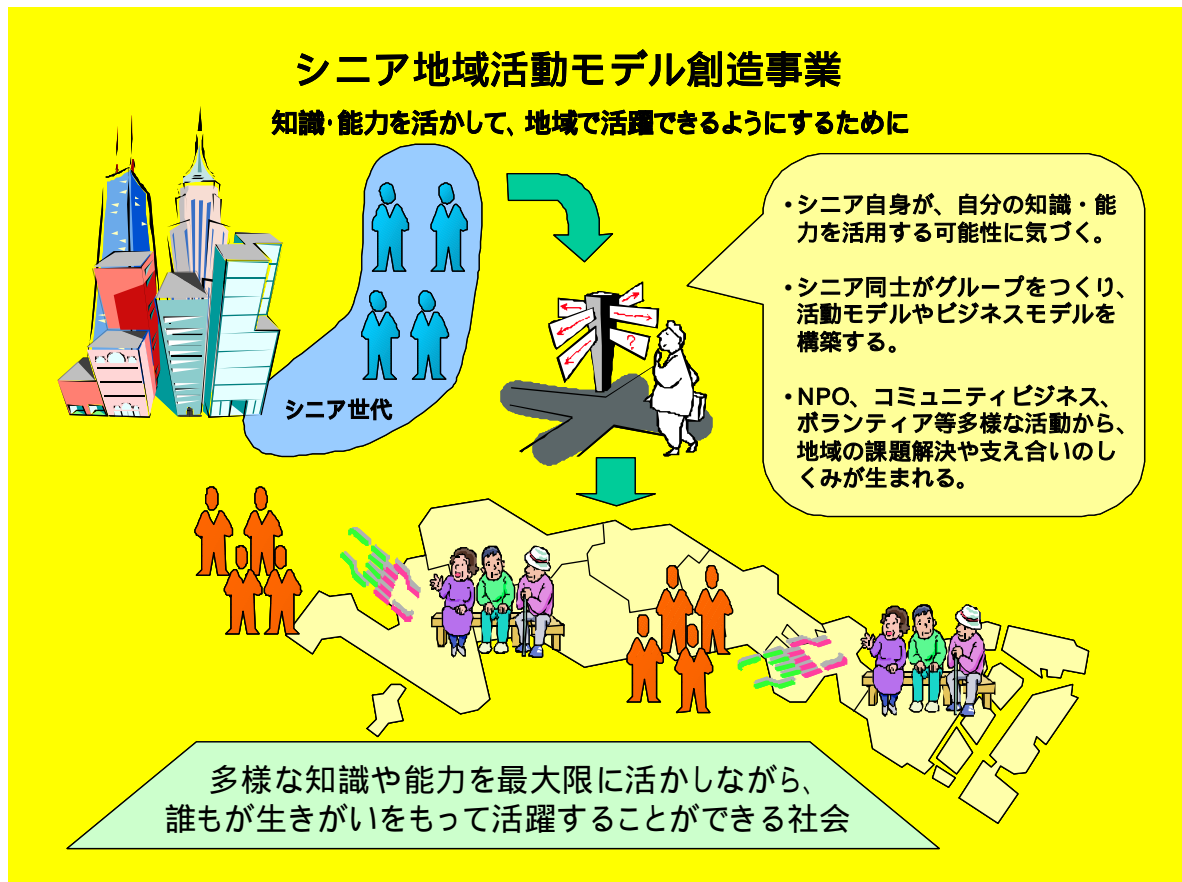 シニア地域活動モデル創造事業
知識・能力を活かして、地域で活躍できるようにするために
・シニア自身が、自分の知識・能
力を活用する可能性に気づく。
・シニア同士がグループをつくり、
活動モデルやビジネスモデルを
構築する。
・NPO、コミュニティビジネス、
ボランティア等多様な活動から、
地域の課題解決や支え合いのし
くみが生まれる。
シニア世代
?
多様な知識や能力を最大限に活かしながら、
誰もが生きがいをもって活躍することができる社会